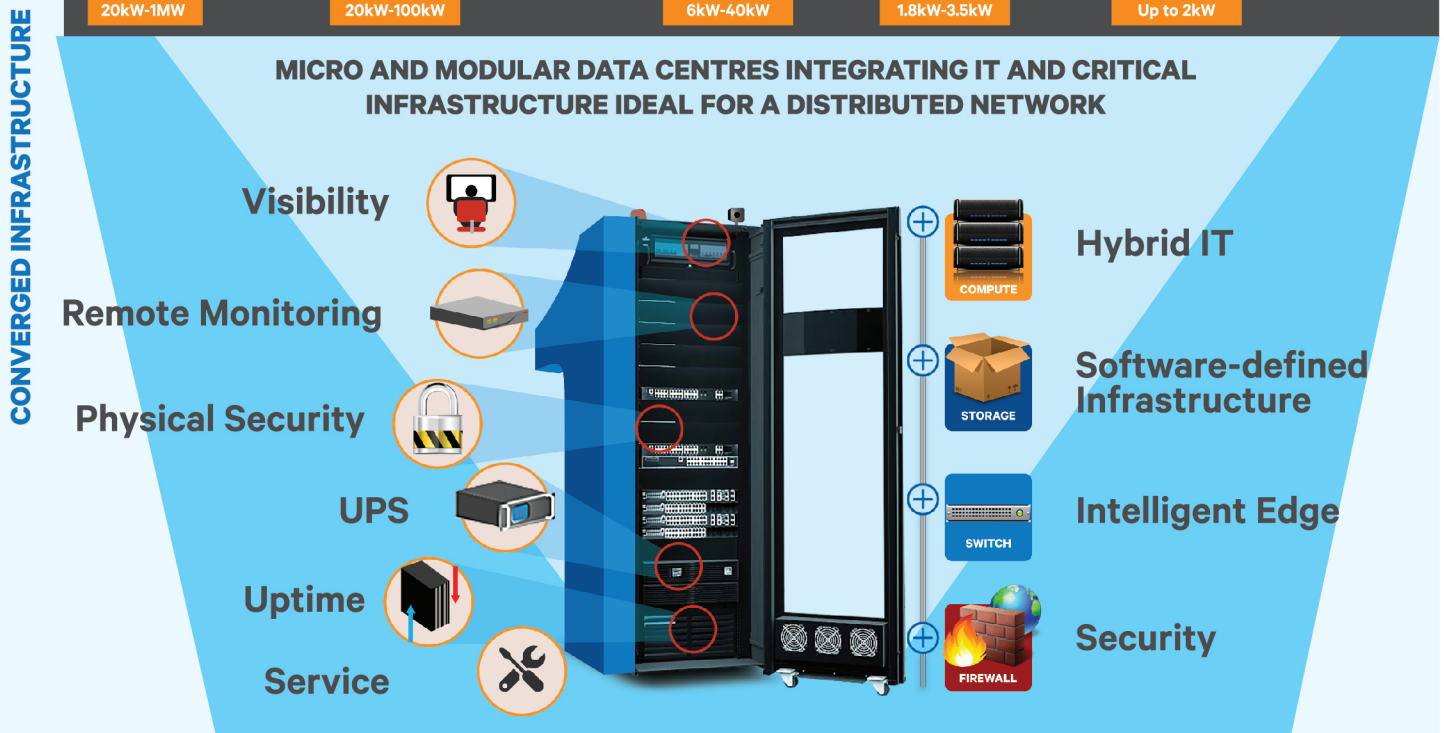 20kW-1MW
20kW-100kW
6kW-40kW
1.8kW-3.5kW
Up to 2kW
CONVERGED INFRASTRUCTURE
MICRO AND MODULAR DATA CENTRES INTEGRATING IT AND CRITICAL
INFRASTRUCTURE IDEAL FOR A DISTRIBUTED NETWORK
Visibility
Remote Monitoring
Physical Security
UPS
Uptime
Service
1
COMPUTE
Hybrid IT
STORAGE
Software-defined
Infrastructure
SWITCH
Intelligent Edge
FIREWALL
Security